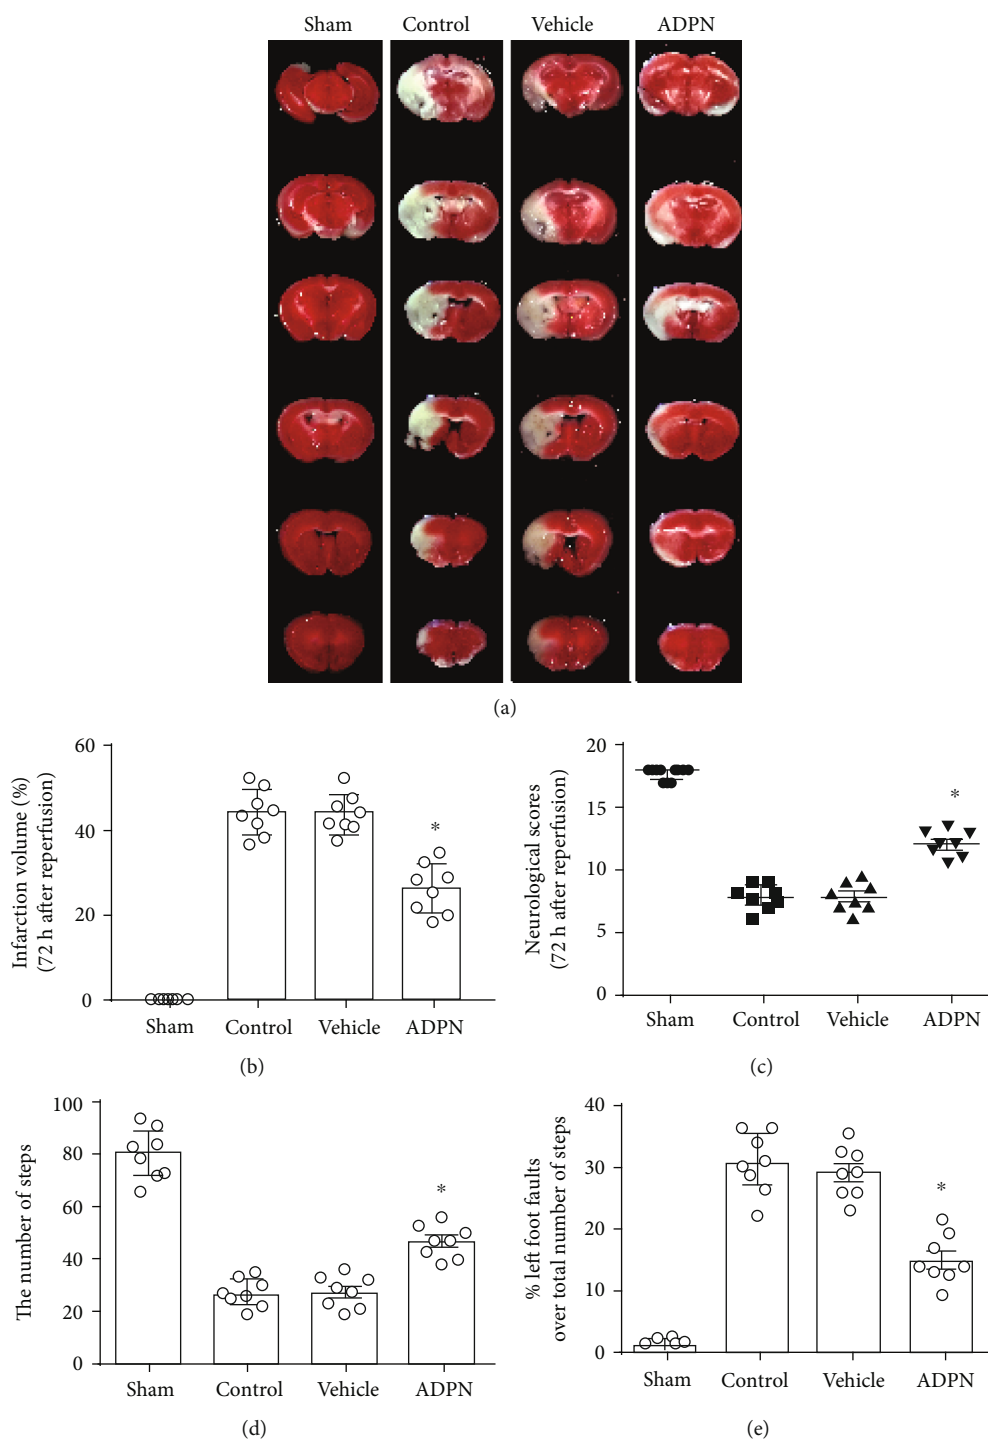 Sham Control Vehicle ADPN
(a)
Infarction volume (%)
(72 h after reperfusion)
60
40
20
0
*
Sham Control Vehicle ADPN
(b)
Neurological scores
(72 h after reperfusion)
20
15
10
5
0
*
Sham Control Vehicle ADPN
(c)
The number of steps
100
80
60
40
20
0
*
Sham Control Vehicle ADPN
(d)
% left foot faults
over total number of steps
40
30
20
10
0
*
Sham Control Vehicle ADPN
(e)